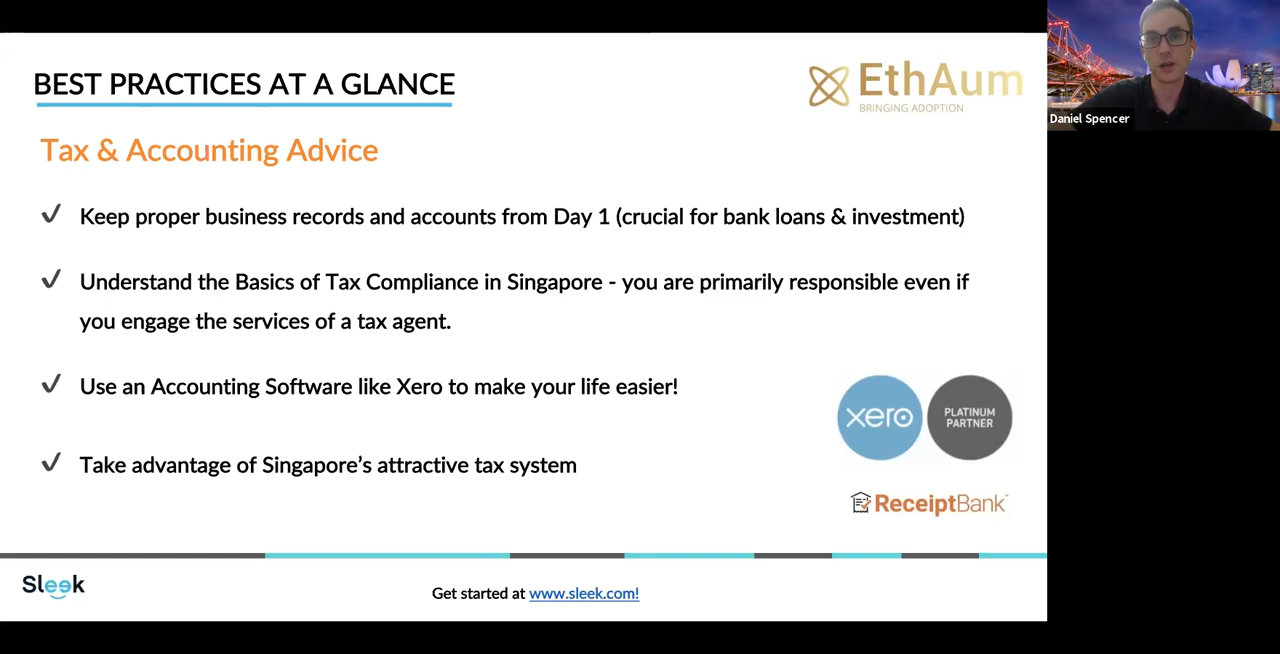 BEST PRACTICES AT A GLANCE
EthAum
BRINGING ADOPTION
Daniel Spencer
Tax & Accounting Advice
Keep proper business records and accounts from Day 1 (crucial for bank loans & investment)
Understand the Basics of Tax Compliance in Singapore - you are primarily responsible even if
you engage the services of a tax agent.
Use an Accounting Software like Xero to make your life easier!
xero
PLATINUM
PARTNER
Take advantage of Singapore’s attractive tax system
ReceiptBank
Sleek
Get started at www.sleek.com!